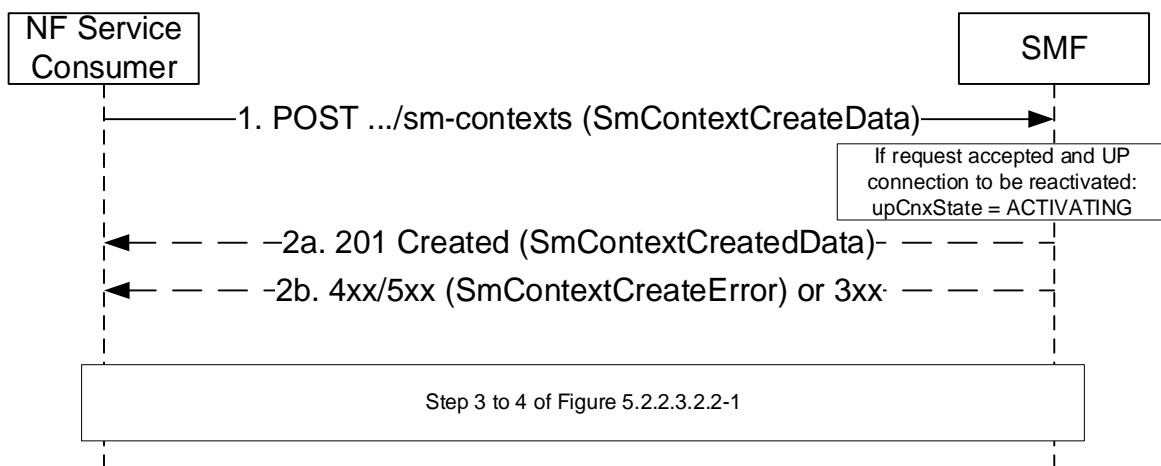 NF Service
Consumer
SMF
1. POST .../sm-contexts (SmContextCreateData)
If request accepted and UP
connection to be reactivated:
upCnxState = ACTIVATING
2a. 201 Created (SmContextCreatedData)
2b. 4xx/5xx (SmContextCreateError) or 3xx
Step 3 to 4 of Figure 5.2.2.3.2.2-1